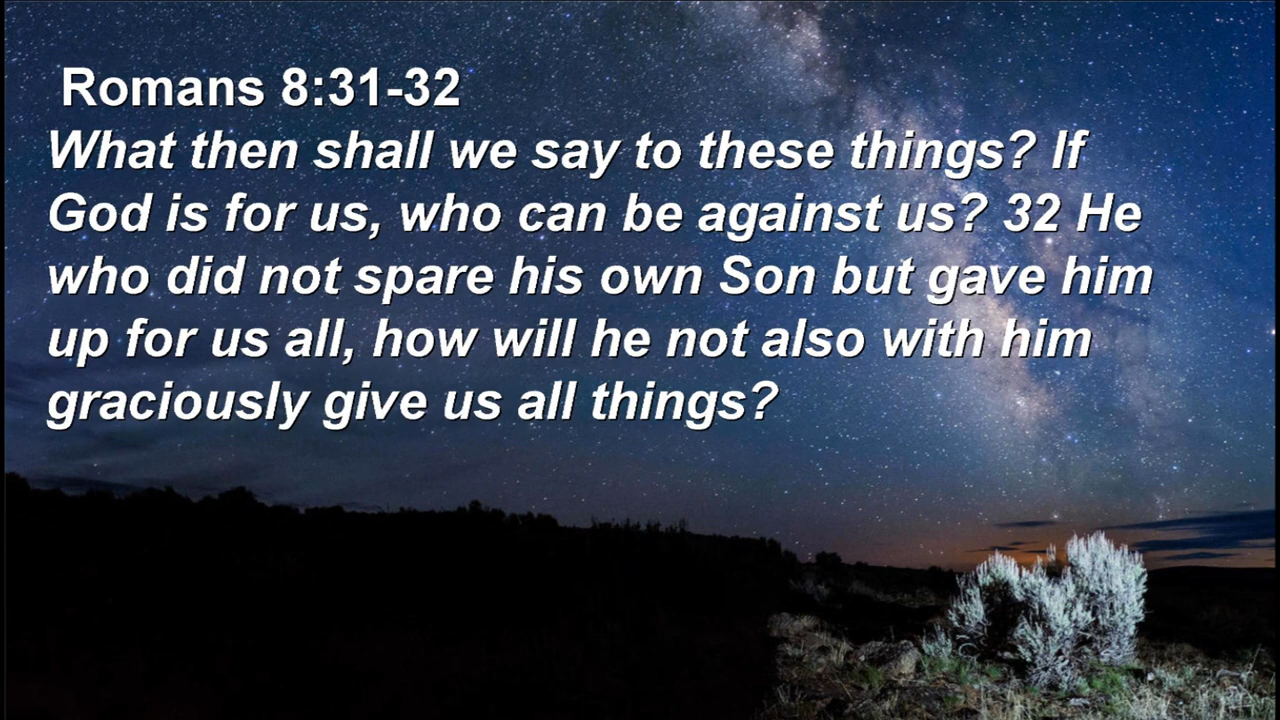 Romans 8:31-32
What then shall we say to these things? If
God is for us, who can be against us? 32 He
who did not spare his own Son but gave him
up for us all, how will he not also with him
graciously give us all things?